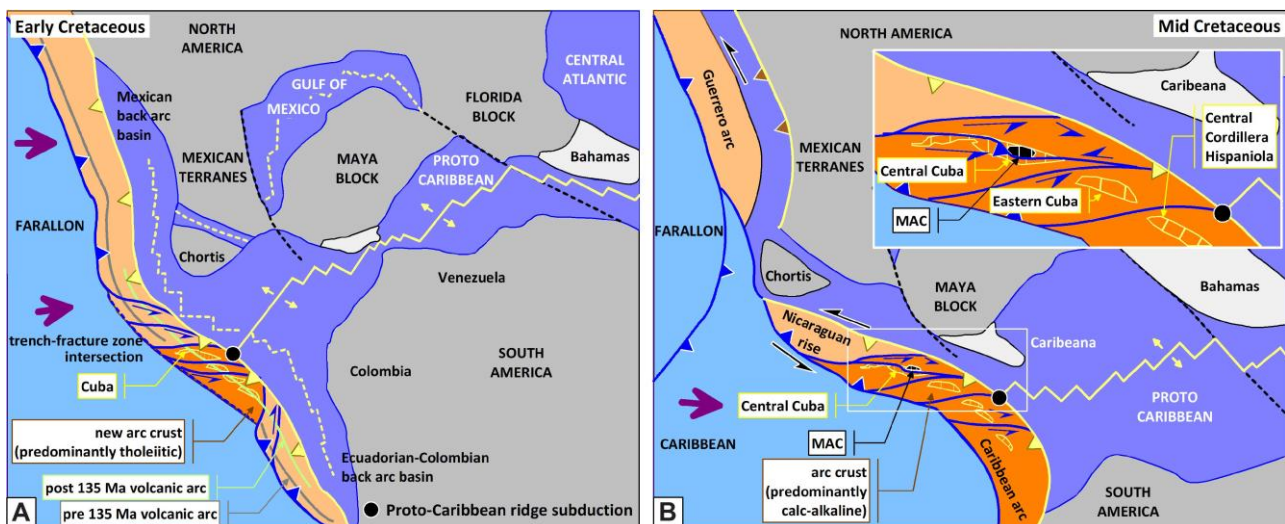 Early Cretaceous
NORTH
AMERICA
CENTRAL
ATLANTIC
GULF OF
MEXICO
Mexican
back arc
basin
FLORIDA
BLOCK
MEXICAN
TERRANES
MAYA
BLOCK
PROTO
CARIBBEAN
Bahamas
FARALLON
Chortis
Venezuela
trench-fracture zone
intersection
Cuba
Colombia
SOUTH
AMERICA
new arc crust
(predominantly tholeiitic)
Ecuadorian-Colombian
back arc basin
post 135 Ma volcanic arc
pre 135 Ma volcanic arc
A
Proto-Caribbean ridge subduction
Mid Cretaceous
NORTH
AMERICA
Guerrero arc
MEXICAN
TERRANES
Caribeana
Central
Cordillera
Hispaniola
Central Cuba
Eastern Cuba
MAC
FARALLON
Chortis
MAYA
BLOCK
Bahamas
Nicaraguan
rise
Caribeana
Central Cuba
PROTO
CARIBBEAN
CARIBBEAN
MAC
arc crust
(predominantly
calc-alkaline)
Caribbean arc
SOUTH
AMERICA
B